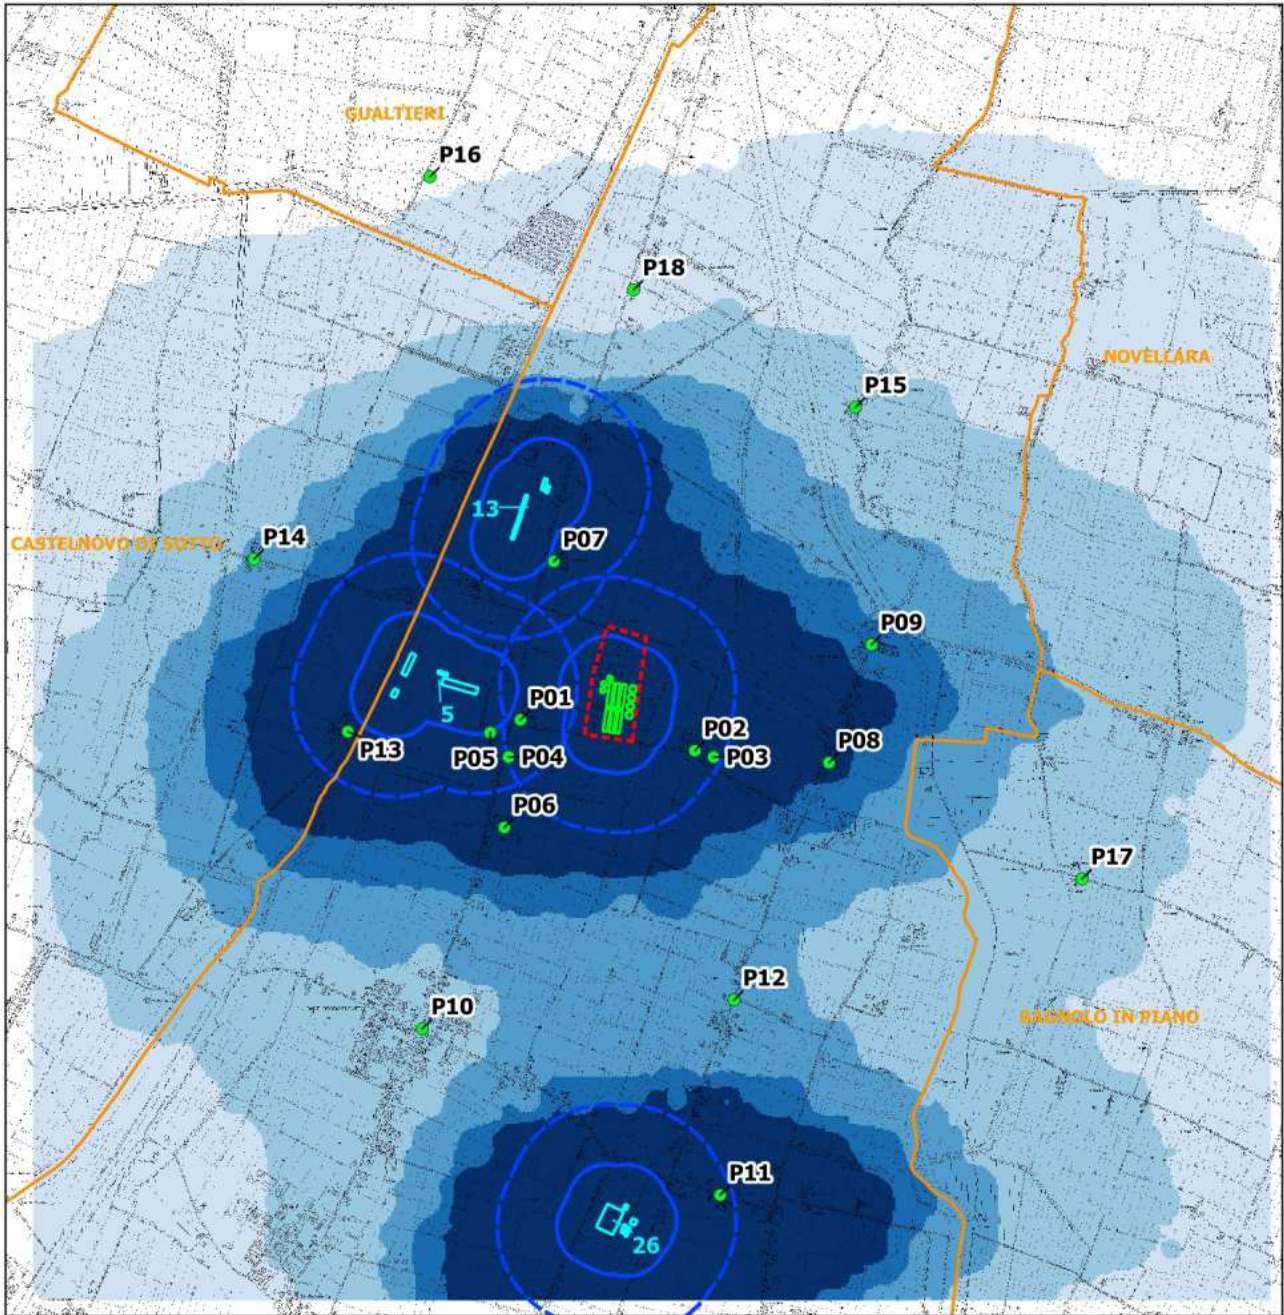 GUALTIERI
P16
P18
NOVELLARA
P15
13
P07
P14
CASTELNOVO DI SOTTO
P09
5
P01
P02
P13
P05
P04
P03
P08
P06
P17
P12
P10
BAGNOLO IN PIANO
P11
26